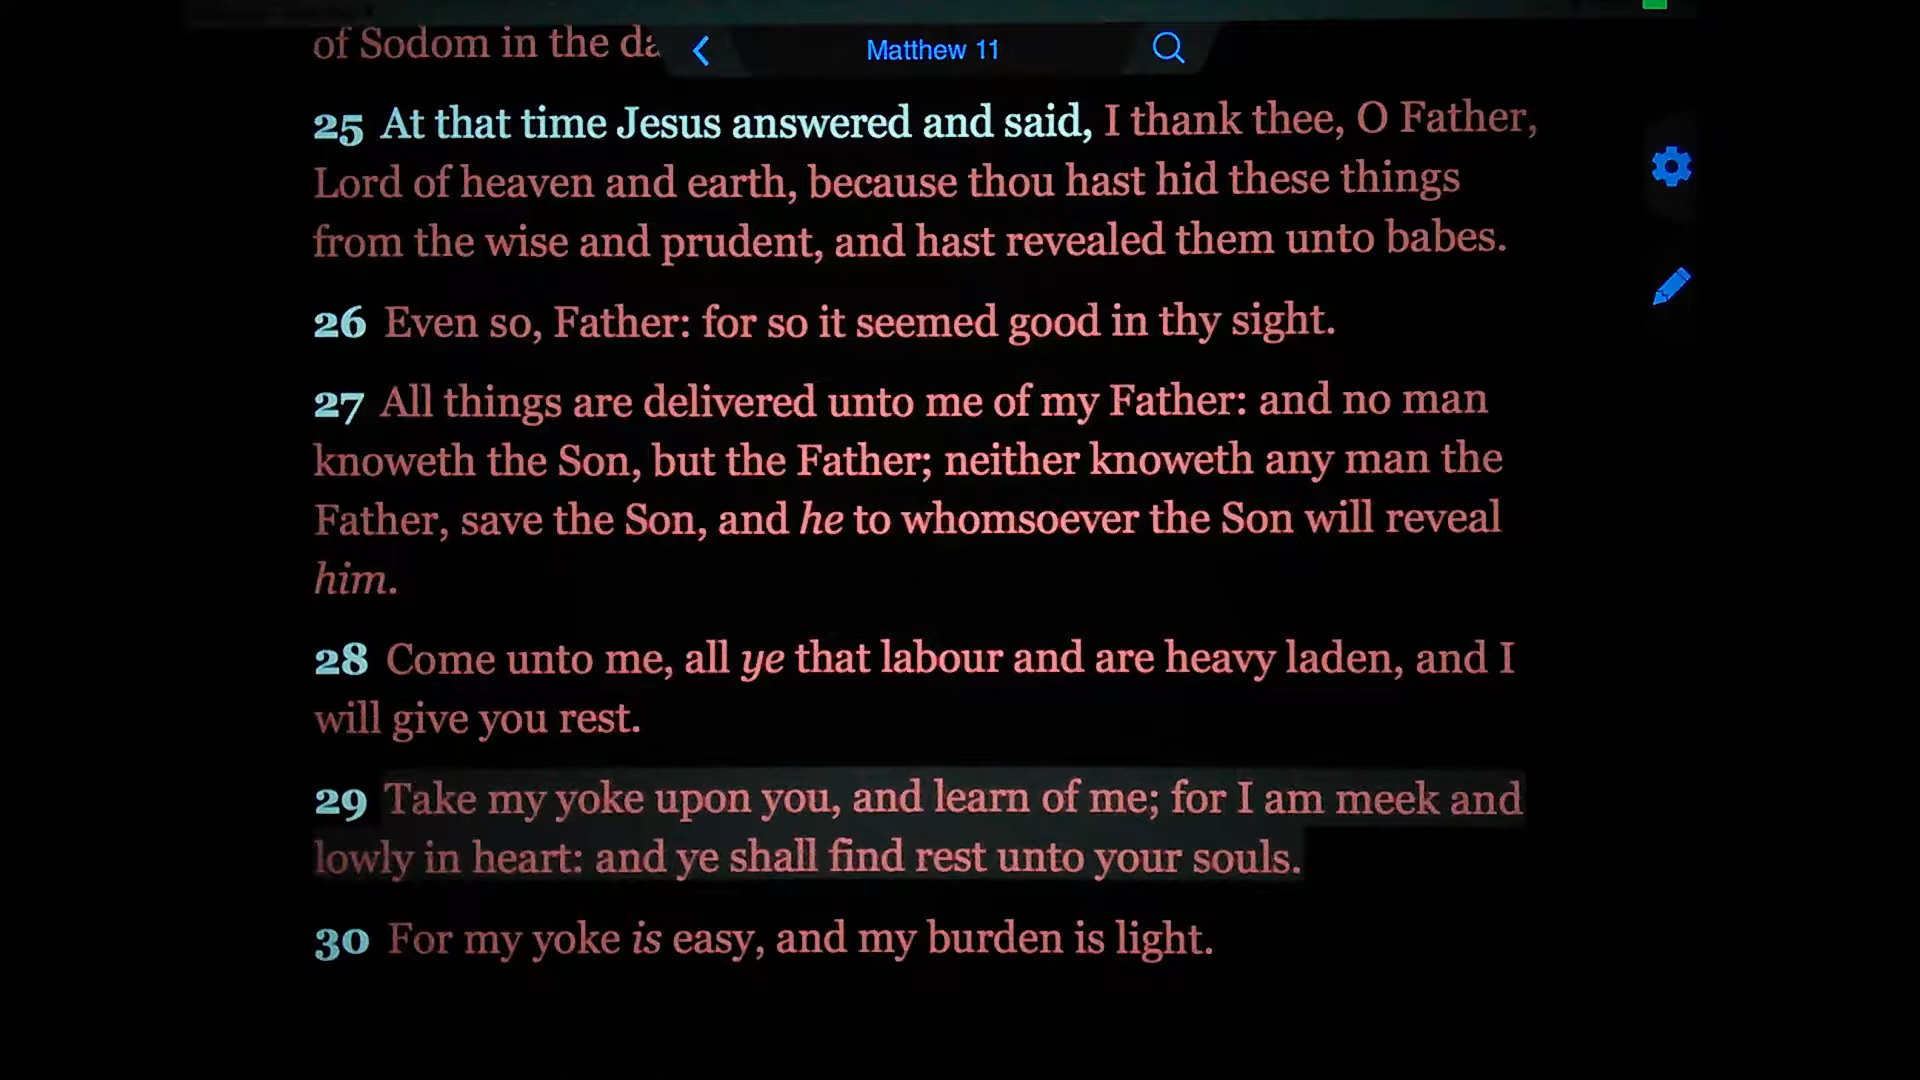 of Sodom in the da
Matthew 11
25 At that time Jesus answered and said, I thank thee, O Father,
Lord of heaven and earth, because thou hast hid these things
from the wise and prudent, and hast revealed them unto babes.
26 Even so, Father: for so it seemed good in thy sight.
27 All things are delivered unto me of my Father: and no man
knoweth the Son, but the Father; neither knoweth any man the
Father, save the Son, and he to whomsoever the Son will reveal
him.
28 Come unto me, all ye that labour and are heavy laden, and I
will give you rest.
29 Take my yoke upon you, and learn of me; for I am meek and
lowly in heart: and ye shall find rest unto your souls.
30 For my yoke is easy, and my burden is light.